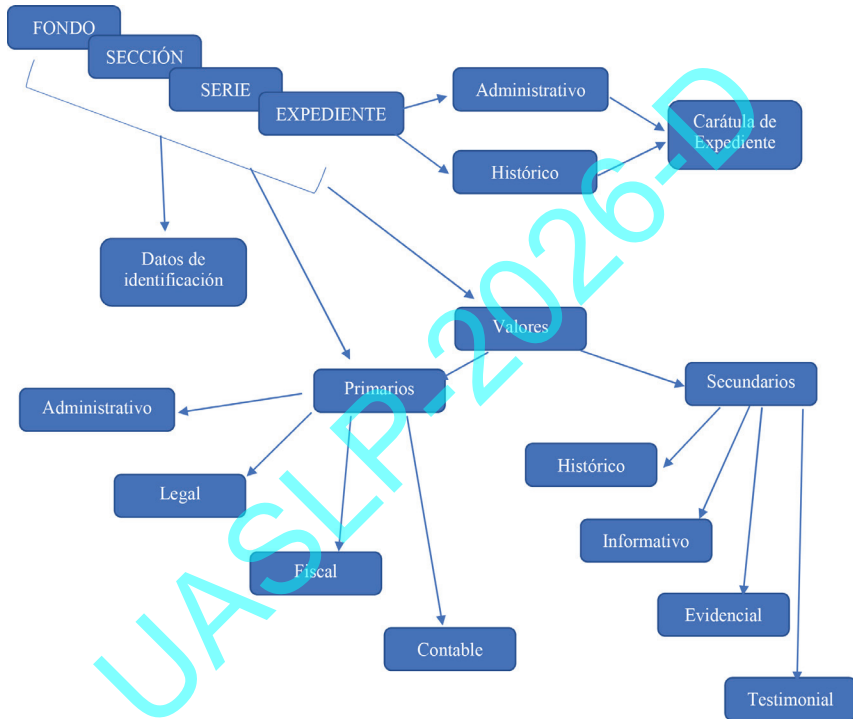 FONDO
SECCIÓN
SERIE
EXPEDIENTE
Administrativo
Histórico
Carátula de
Expediente
Datos de
identificación
Valores
Primarios
Secundarios
Administrativo
Legal
Fiscal
Contable
Histórico
Informativo
Evidencial
Testimonial
UASLP-2026-D